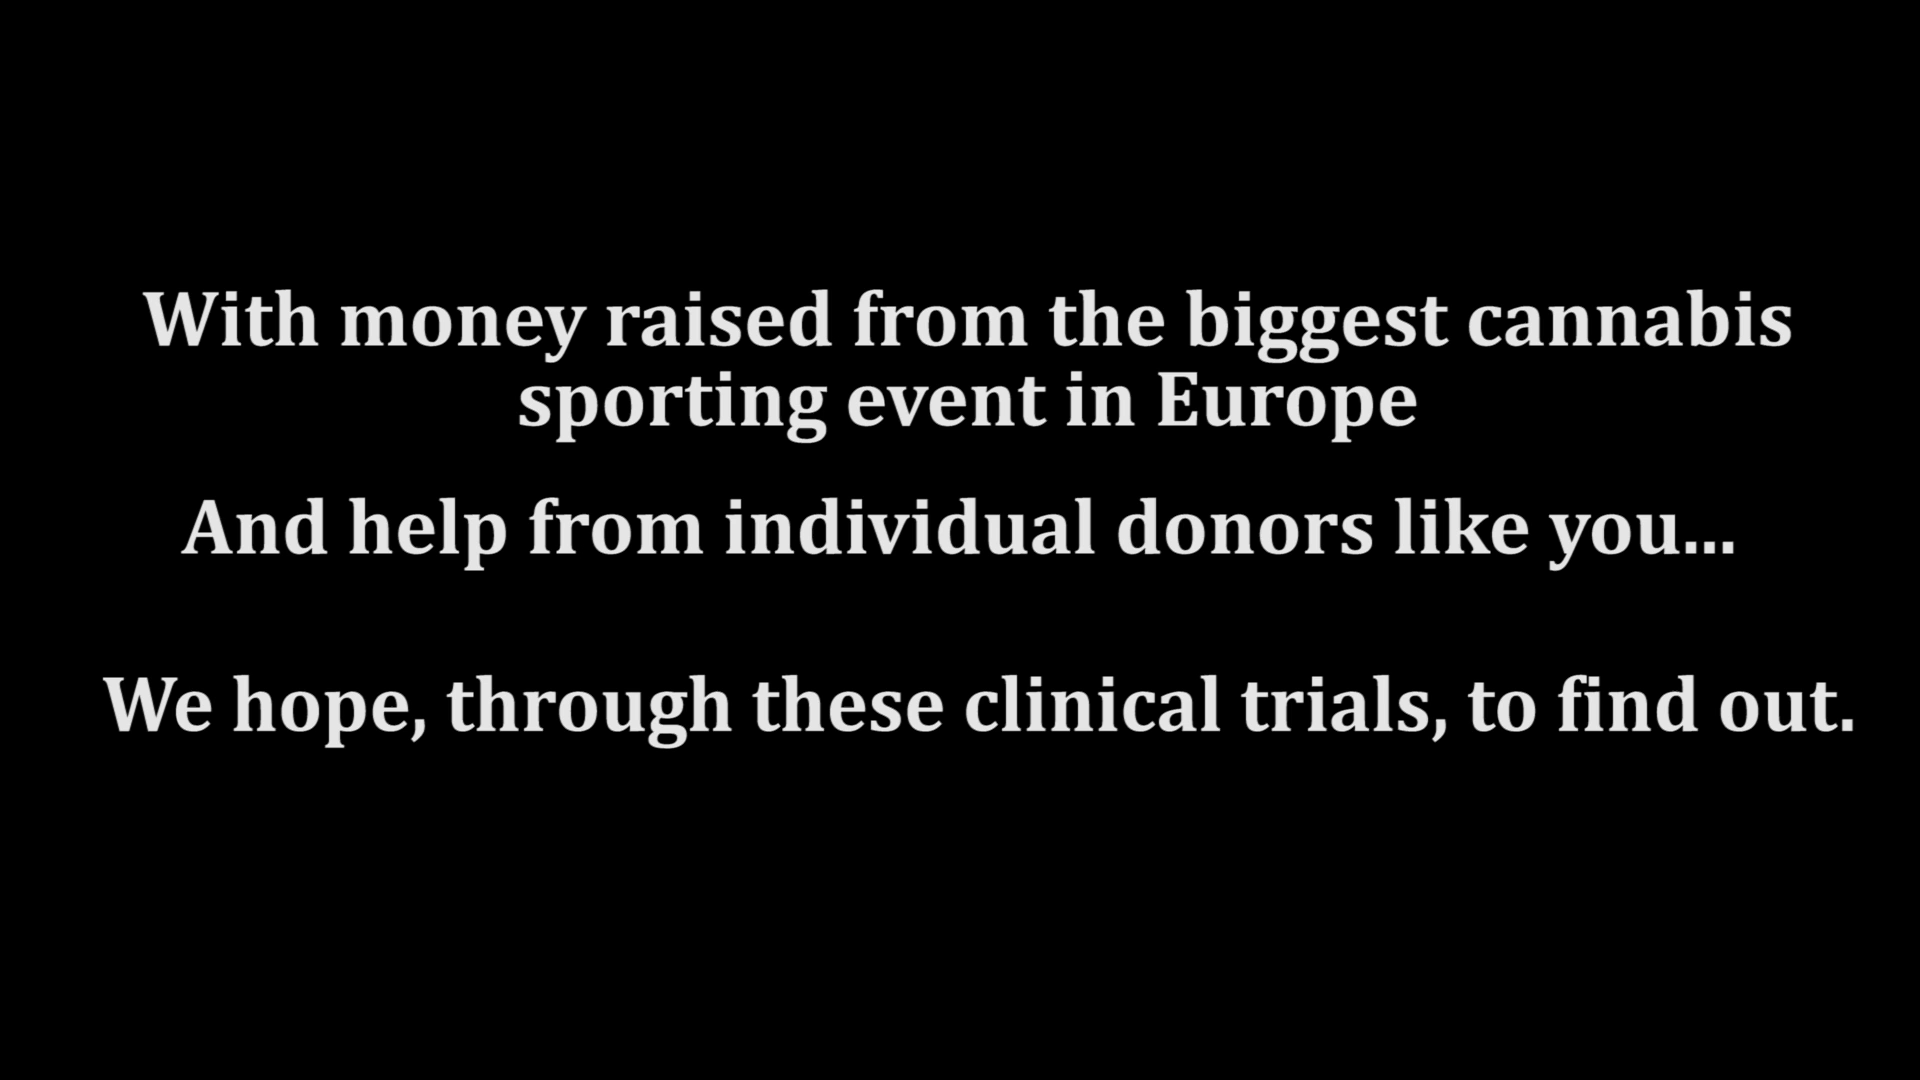 With money raised from the biggest cannabis
sporting event in Europe
And help from individual donors like you...
We hope, through these clinical trials, to find out.